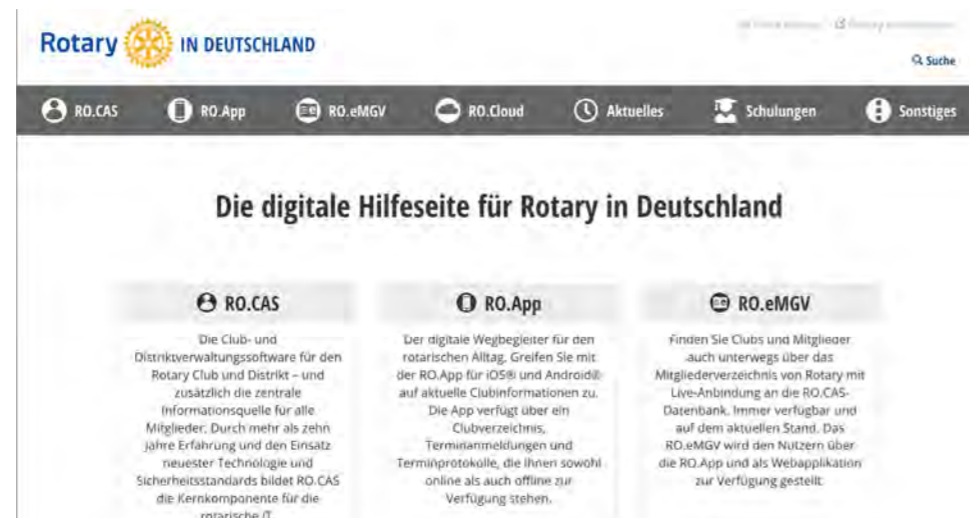 Rotary IN DEUTSCHLAND
Suche
RO.CAS RO.App RO.eMGV RO.Cloud Aktuelles Schulungen Sonstiges
Die digitale Hilfeseite für Rotary in Deutschland
RO.CAS
Die Club- und
Distriktverwaltungssoftware für den
Rotary Club und Distrikt – und
zusätzlich die zentrale
Informationsquelle für alle
Mitglieder. Durch mehr als zehn
Jahre Erfahrung und den Einsatz
neuester Technologie und
Sicherheitsstandards bildet RO.CAS
die Kernkomponente für die
rotarische IT.
RO.App
Der digitale Wegbegleiter für den
rotarischen Alltag. Greifen Sie mit
der RO.App für iOS® und Android®
auf aktuelle Clubinformationen zu.
Die App verfügt über ein
Clubverzeichnis,
Terminanmeldungen und
Terminprotokolle, die Ihnen sowohl
online als auch offline zur
Verfügung stehen.
RO.eMGV
Finden Sie Clubs und Mitglieder
auch unterwegs über das
Mitgliederverzeichnis von Rotary mit
Live-Anbindung an die RO.CAS-
Datenbank. Immer verfügbar und
auf dem aktuellen Stand. Das
RO.eMGV wird den Nutzern über
die RO.App und als Webapplikation
zur Verfügung gestellt.